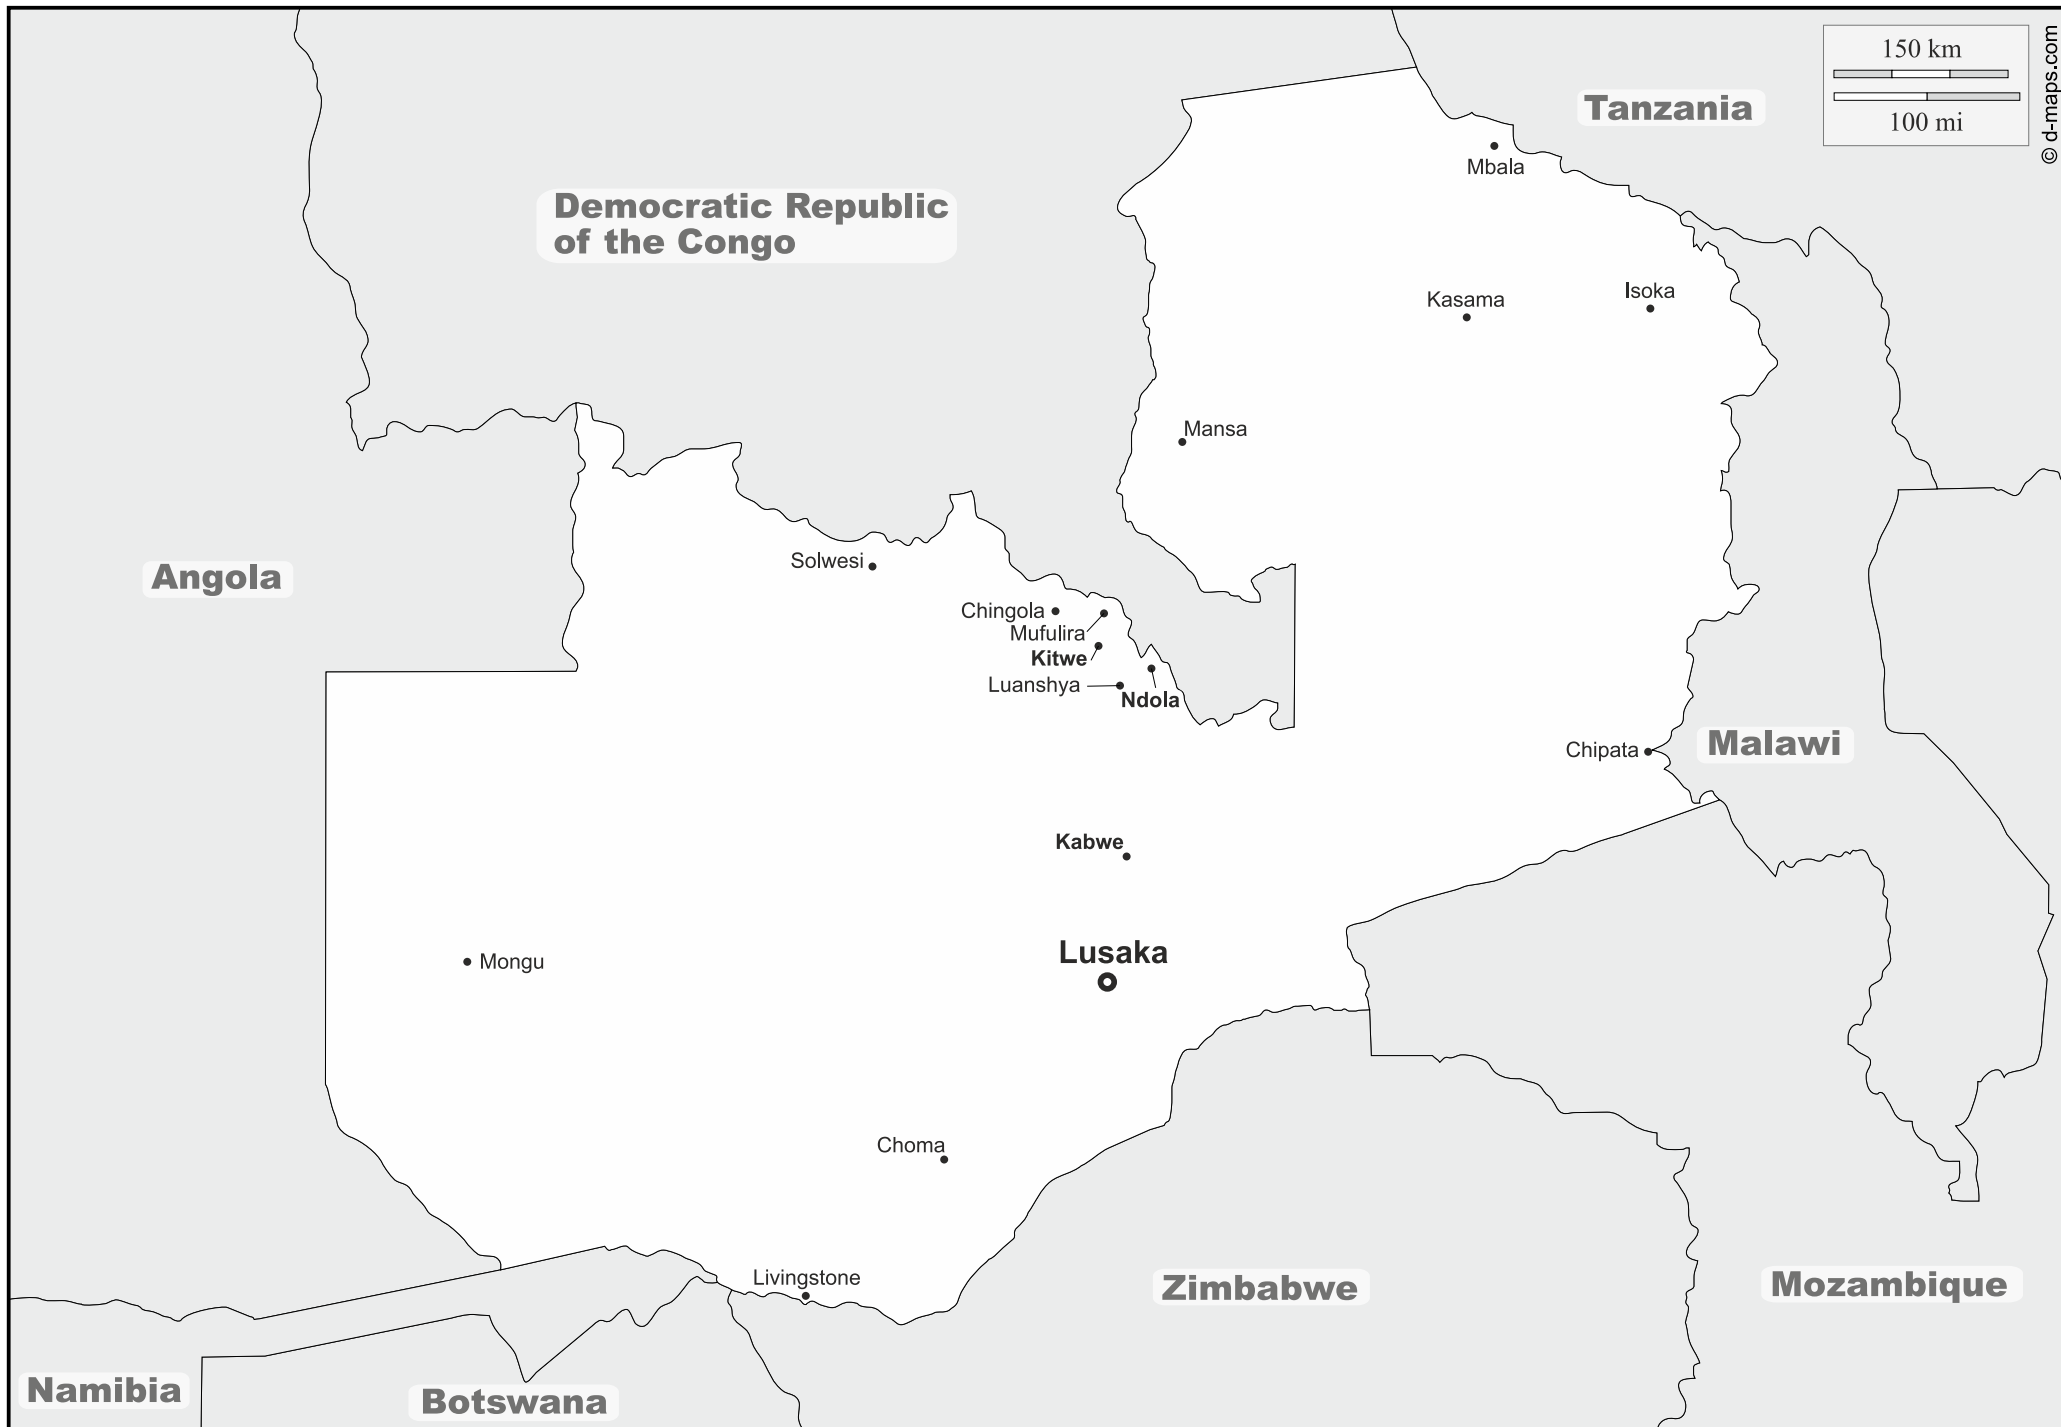 150 km
100 mi
© d-maps.com
Tanzania
Mbala
Democratic Republic
of the Congo
Isoka
Kasama
Mansa
Solwesi
Angola
Chingola
Mufulira
Kitwe
Luanshya
Ndola
Malawi
Chipata
Kabwe
Lusaka
Mongu
Choma
Livingstone
Zimbabwe
Mozambique
Namibia
Botswana